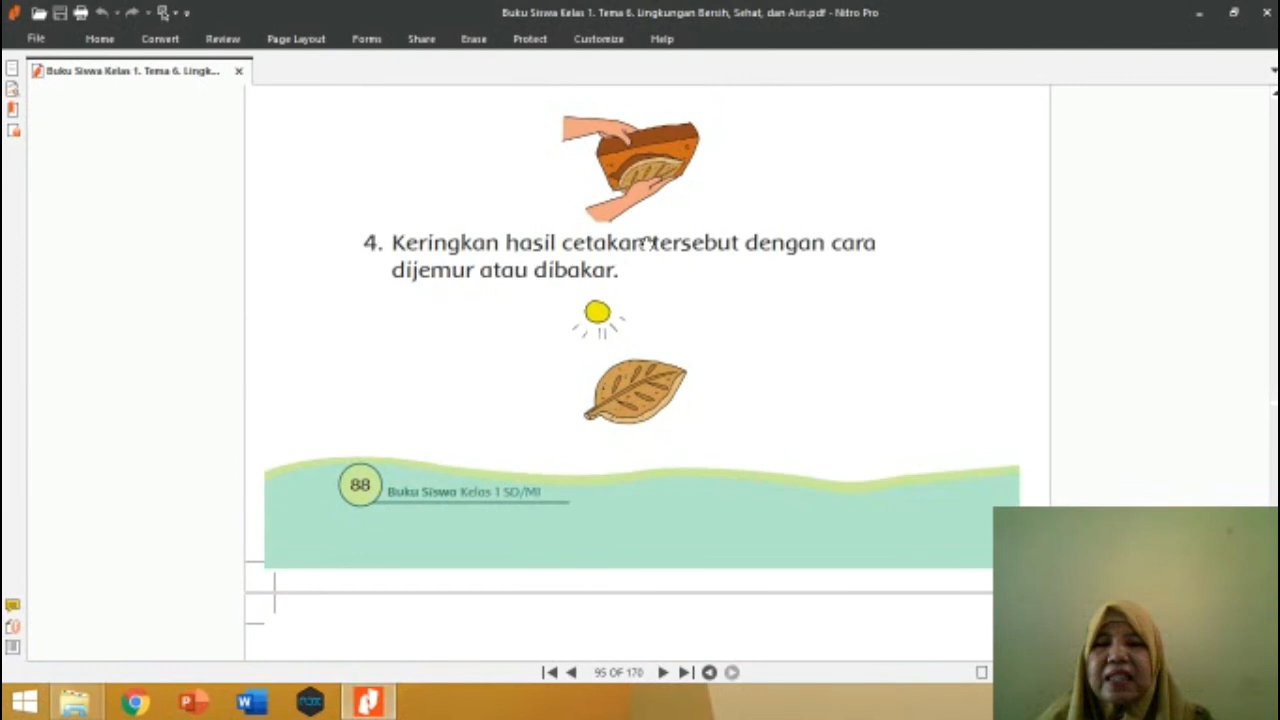 Buku Siswa Kelas 1. Tema 6. Lingkungan Bersih, Sehat, dan Asri.pdf - Nitro Pro
File Home Convert Review Page Layout Forms Share Erase Protect Customize Help
Buku Siswa Kelas 1. Tema 6. Lingk...
4. Keringkan hasil cetakan tersebut dengan cara
dijemur atau dibakar.
88
Buku Siswa Kelas 1 SD/MI
95 OF 170